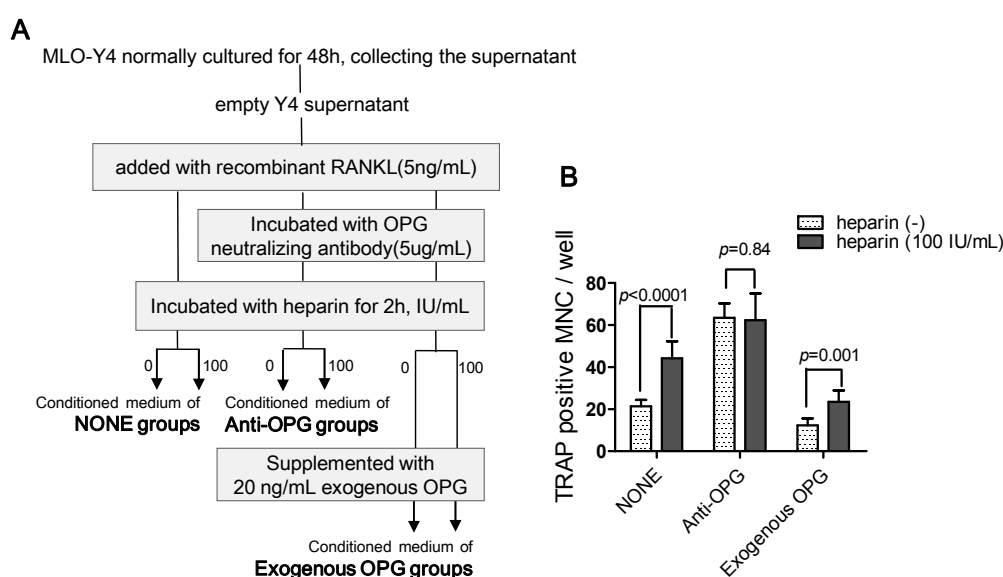 A
MLO-Y4 normally cultured for 48h, collecting the supernatant
empty Y4 supernatant
added with recombinant RANKL(5ng/mL)
Incubated with OPG
neutralizing antibody(5ug/mL)
Incubated with heparin for 2h, IU/mL
0
100
0
100
0
100
Conditioned medium of
NONE groups
Conditioned medium of
Anti-OPG groups
Supplemented with
20 ng/mL exogenous OPG
Conditioned medium of
Exogenous OPG groups
B
heparin (-)
heparin (100 IU/mL)
TRAP positive MNC / well
80
60
40
20
0
p<0.0001
p=0.84
p=0.001
NONE
Anti-OPG
Exogenous OPG